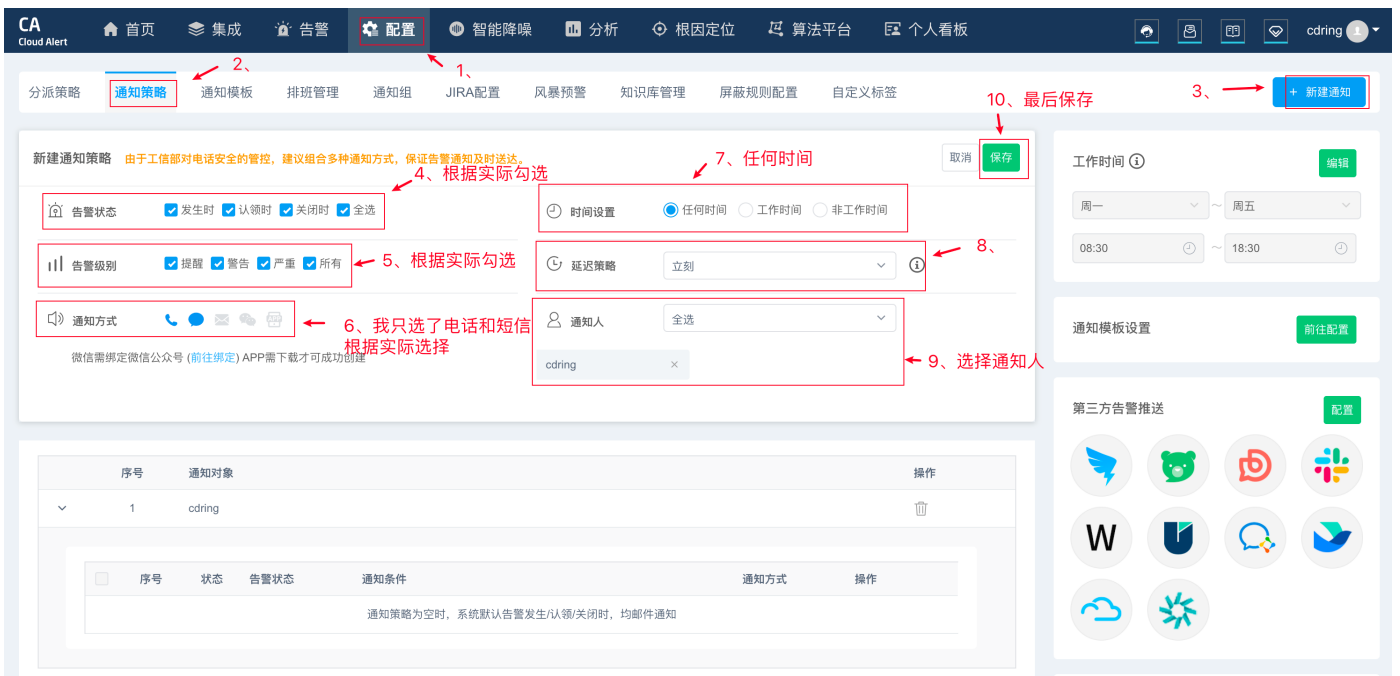 CA
Cloud Alert
首页 集成 告警 配置 智能降噪 分析 根因定位 算法平台 个人看板 cdring
2、
1、
分派策略 通知策略 通知模板 排班管理 通知组 JIRA配置 风暴预警 知识库管理 屏蔽规则配置 自定义标签
3、
+ 新建通知
10、最后保存
新建通知策略 由于工信部对电话安全的管控，建议组合多种通知方式，保证告警通知及时送达。
取消 保存
4、根据实际勾选
7、任何时间
告警状态 发生时 认领时 关闭时 全选
时间设置 任何时间 工作时间 非工作时间
告警级别 提醒 警告 严重 所有
5、根据实际勾选
延迟策略 立刻
8、
通知方式
APP
6、我只选了电话和短信
根据实际选择
通知人 全选
微信需绑定微信公众号 (前往绑定) APP需下载才可成功创建
cdring ×
9、选择通知人
工作时间 编辑
周一 ~ 周五
08:30 ~ 18:30
通知模板设置 前往配置
第三方告警推送 配置
W
序号 通知对象 操作
1 cdring
序号 状态 告警状态 通知条件 通知方式 操作
通知策略为空时，系统默认告警发生/认领/关闭时，均邮件通知